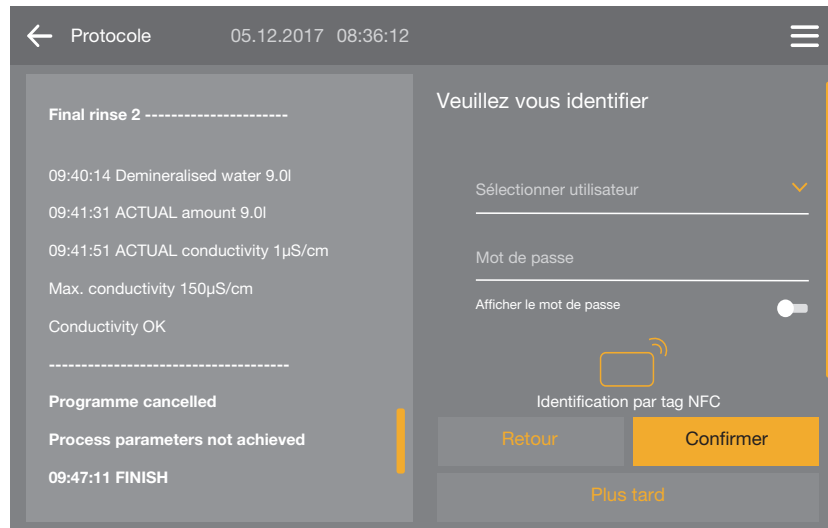 Protocole 05.12.2017 08:36:12
Final rinse 2 ----------------------
09:40:14 Demineralised water 9.0l
09:41:31 ACTUAL amount 9.0l
09:41:51 ACTUAL conductivity 1µS/cm
Max. conductivity 150µS/cm
Conductivity OK
-------------------------------------
Programme cancelled
Process parameters not achieved
09:47:11 FINISH
Veuillez vous identifier
Sélectionner utilisateur
Mot de passe
Afficher le mot de passe
Identification par tag NFC
Retour Confirmer
Plus tard